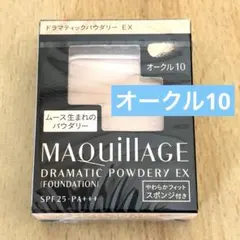 ドラマティックパウダリー EX
オークル10
オークル10
ムース生まれの
パウダリー
MAQuillAGE
DRAMATIC POWDERY EX
(FOUNDATION)
SPF25・PA+++
やわらかフィット
スポンジ付き